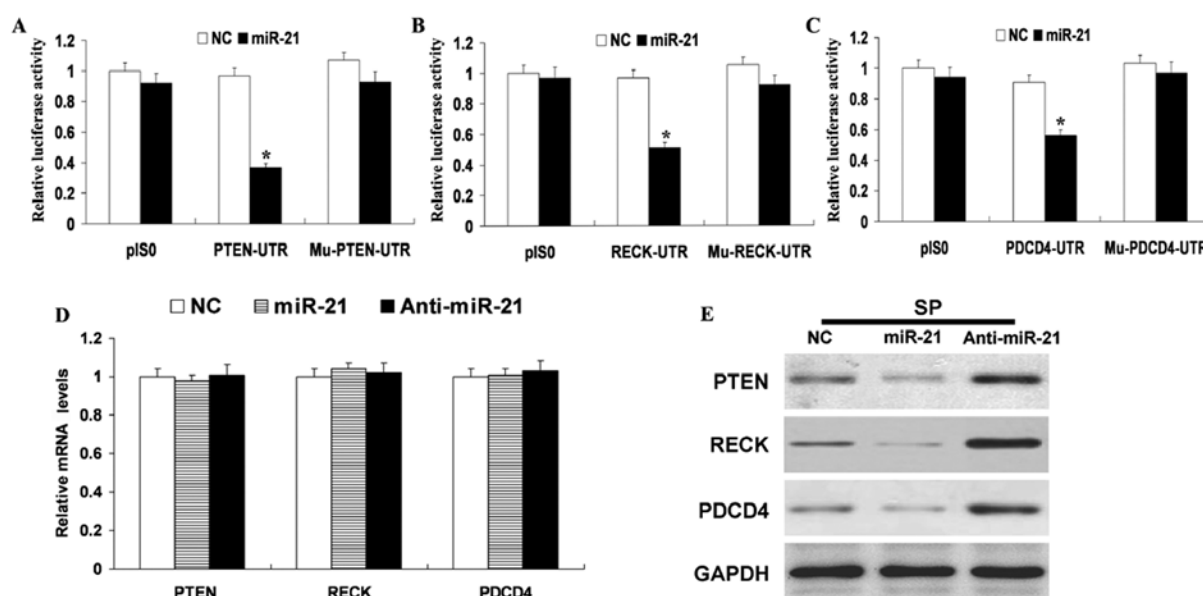 A
NC miR-21
Relative luciferase activity
1.2
1
0.8
0.6
0.4
0.2
0
*
pIS0 PTEN-UTR Mu-PTEN-UTR
B
NC miR-21
Relative luciferase activity
1.2
1
0.8
0.6
0.4
0.2
0
*
pIS0 RECK-UTR Mu-RECK-UTR
C
NC miR-21
Relative luciferase activity
1.2
1
0.8
0.6
0.4
0.2
0
*
pIS0 PDCD4-UTR Mu-PDCD4-UTR
D
NC miR-21 Anti-miR-21
Relative mRNA levels
1.2
1
0.8
0.6
0.4
0.2
0
PTEN RECK PDCD4
E
SP
NC miR-21 Anti-miR-21
PTEN
RECK
PDCD4
GAPDH